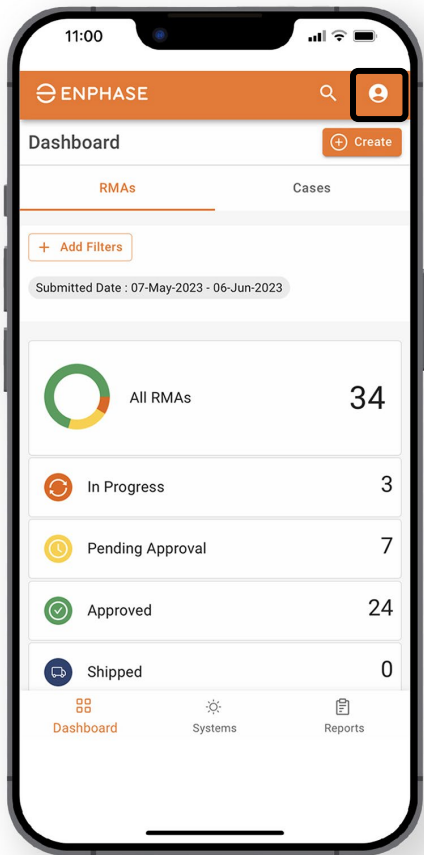 11:00
ENPHASE
Dashboard
Create
RMAs
Cases
+ Add Filters
Submitted Date : 07-May-2023 - 06-Jun-2023
All RMAs 34
In Progress 3
Pending Approval 7
Approved 24
Shipped 0
Dashboard
Systems
Reports